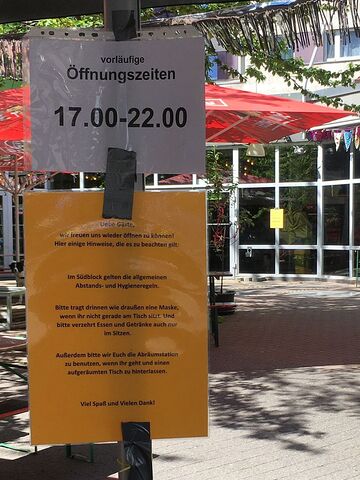 vorläufige
Öffnungszeiten
17.00-22.00
Liebe Gäste,
wir freuen uns wieder öffnen zu können!
Hier einige Hinweise, die es zu beachten gilt:
Im Südblock gelten die allgemeinen
Abstands- und Hygieneregeln.
Bitte tragt drinnen wie draußen eine Maske,
wenn ihr nicht gerade am Tisch sitzt. Und
bitte verzehrt Essen und Getränke auch nur
im Sitzen.
Außerdem bitte wir Euch die Abräumstation
zu benutzen, wenn ihr geht und einen
aufgeräumten Tisch zu hinterlassen.
Viel Spaß und Vielen Dank!